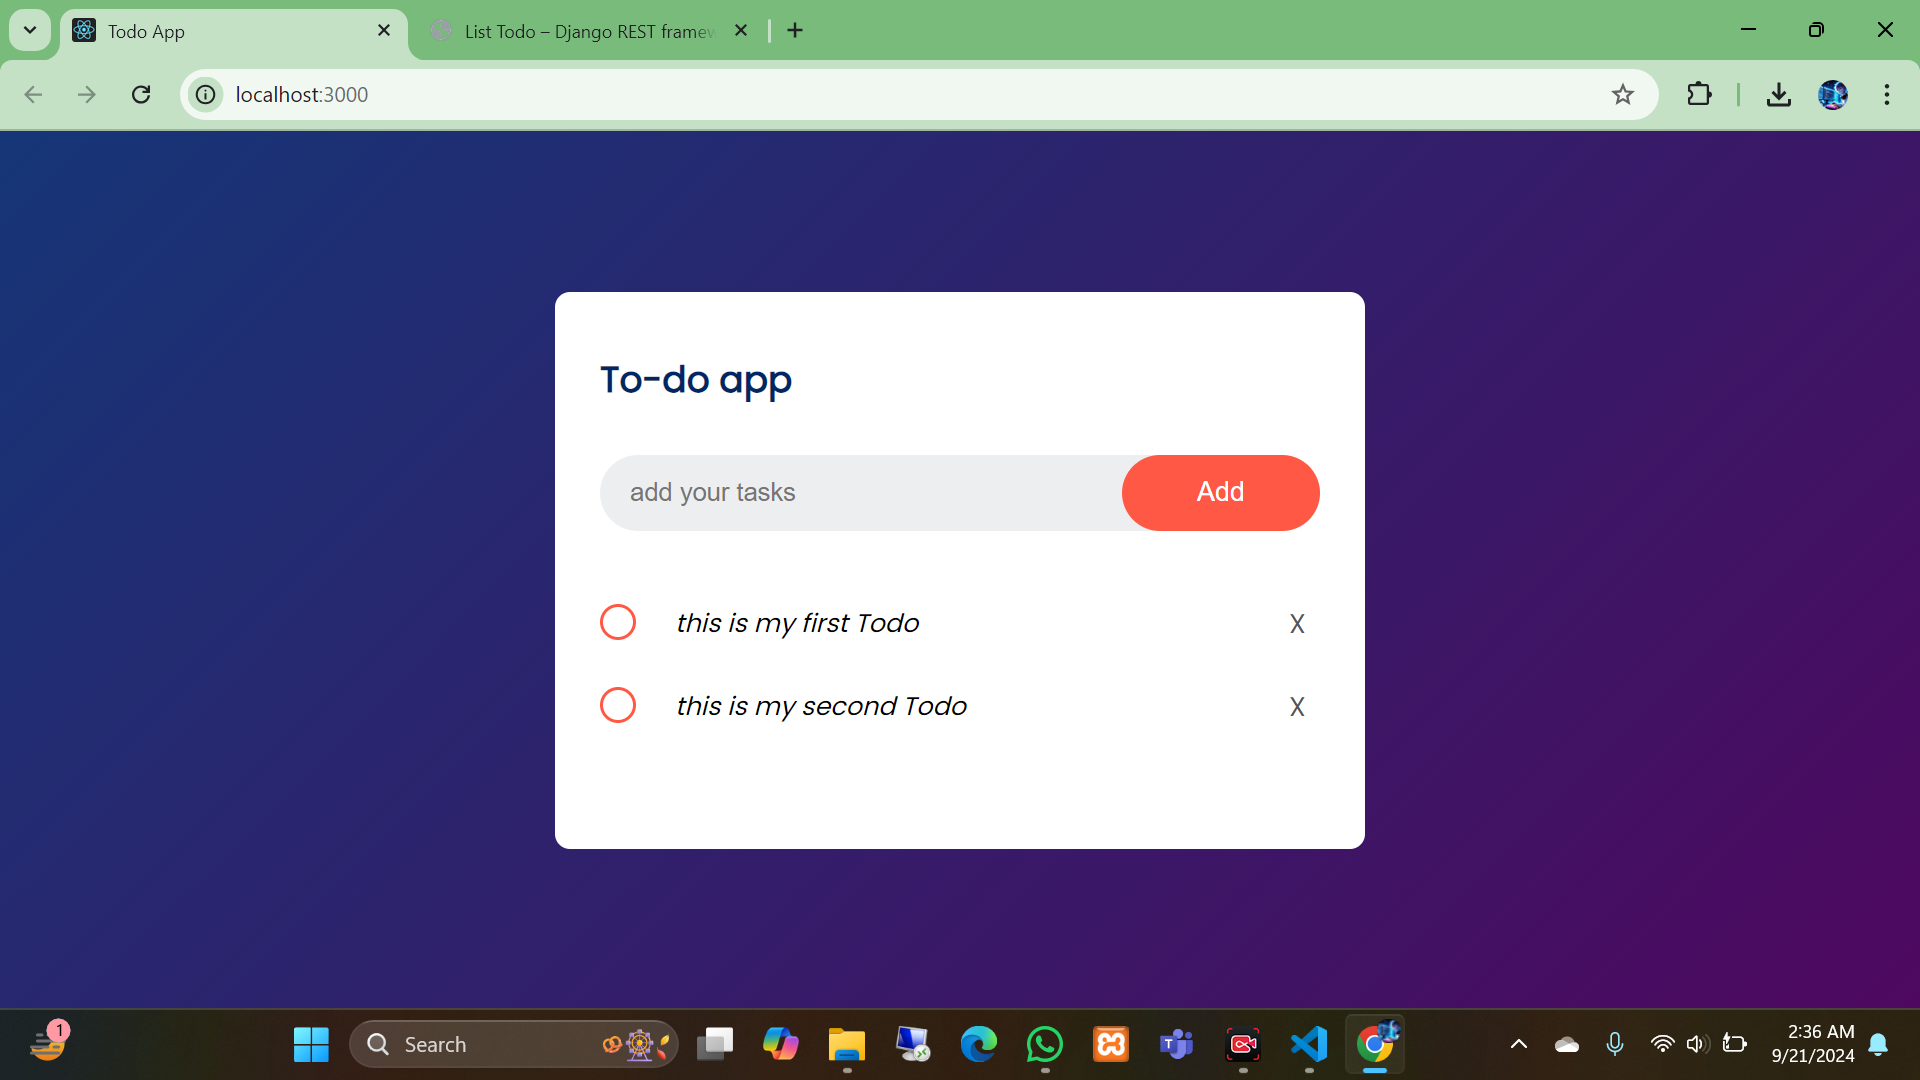 Todo App
List Todo – Django REST framew
localhost:3000
To-do app
add your tasks
Add
this is my first Todo
X
this is my second Todo
X
1
Search
2:36 AM
9/21/2024